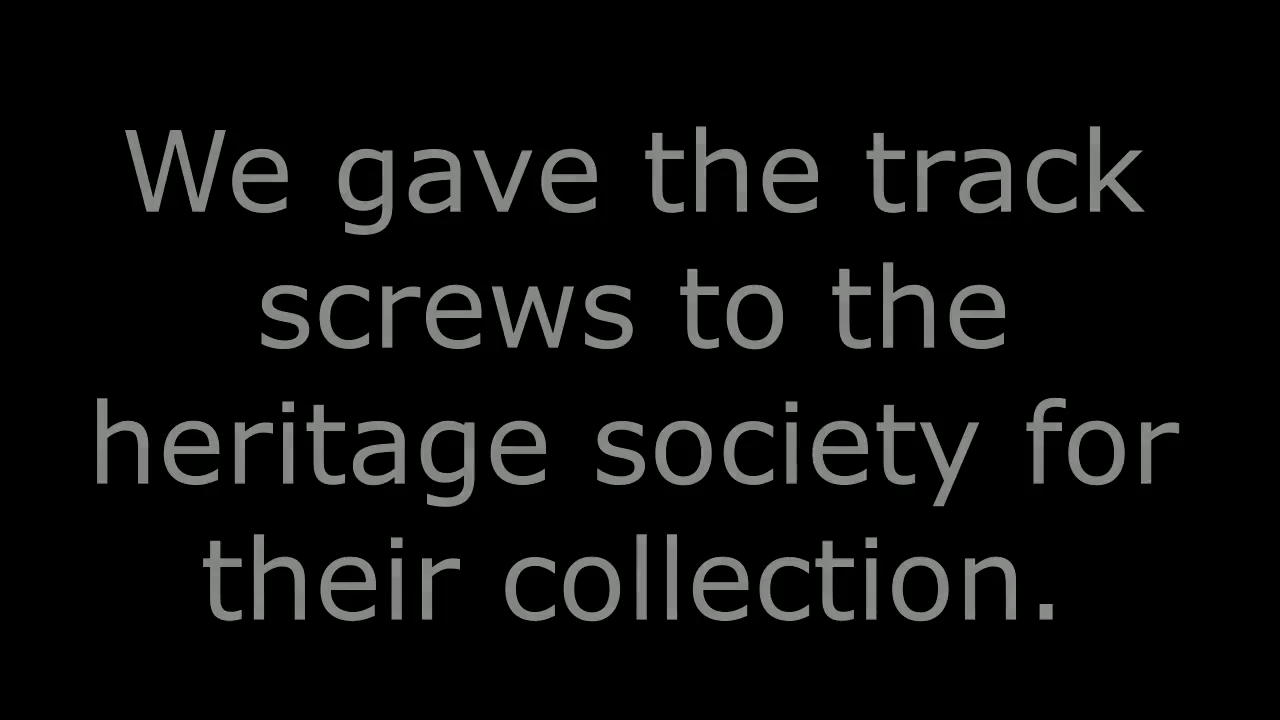 We gave the track
screws to the
heritage society for
their collection.